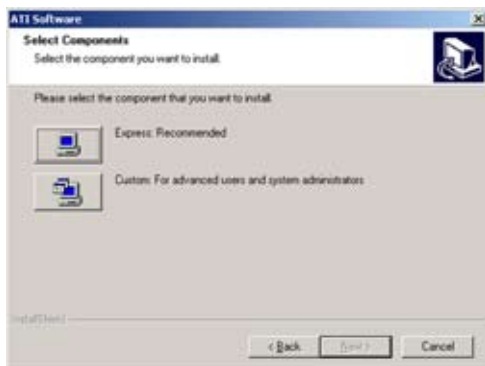 ATI Software
Select Components
Select the component you want to install.
Please select the component that you want to install.
Express: Recommended
Custom: For advanced users and system administrators
InstallShield
< Back
Next >
Cancel